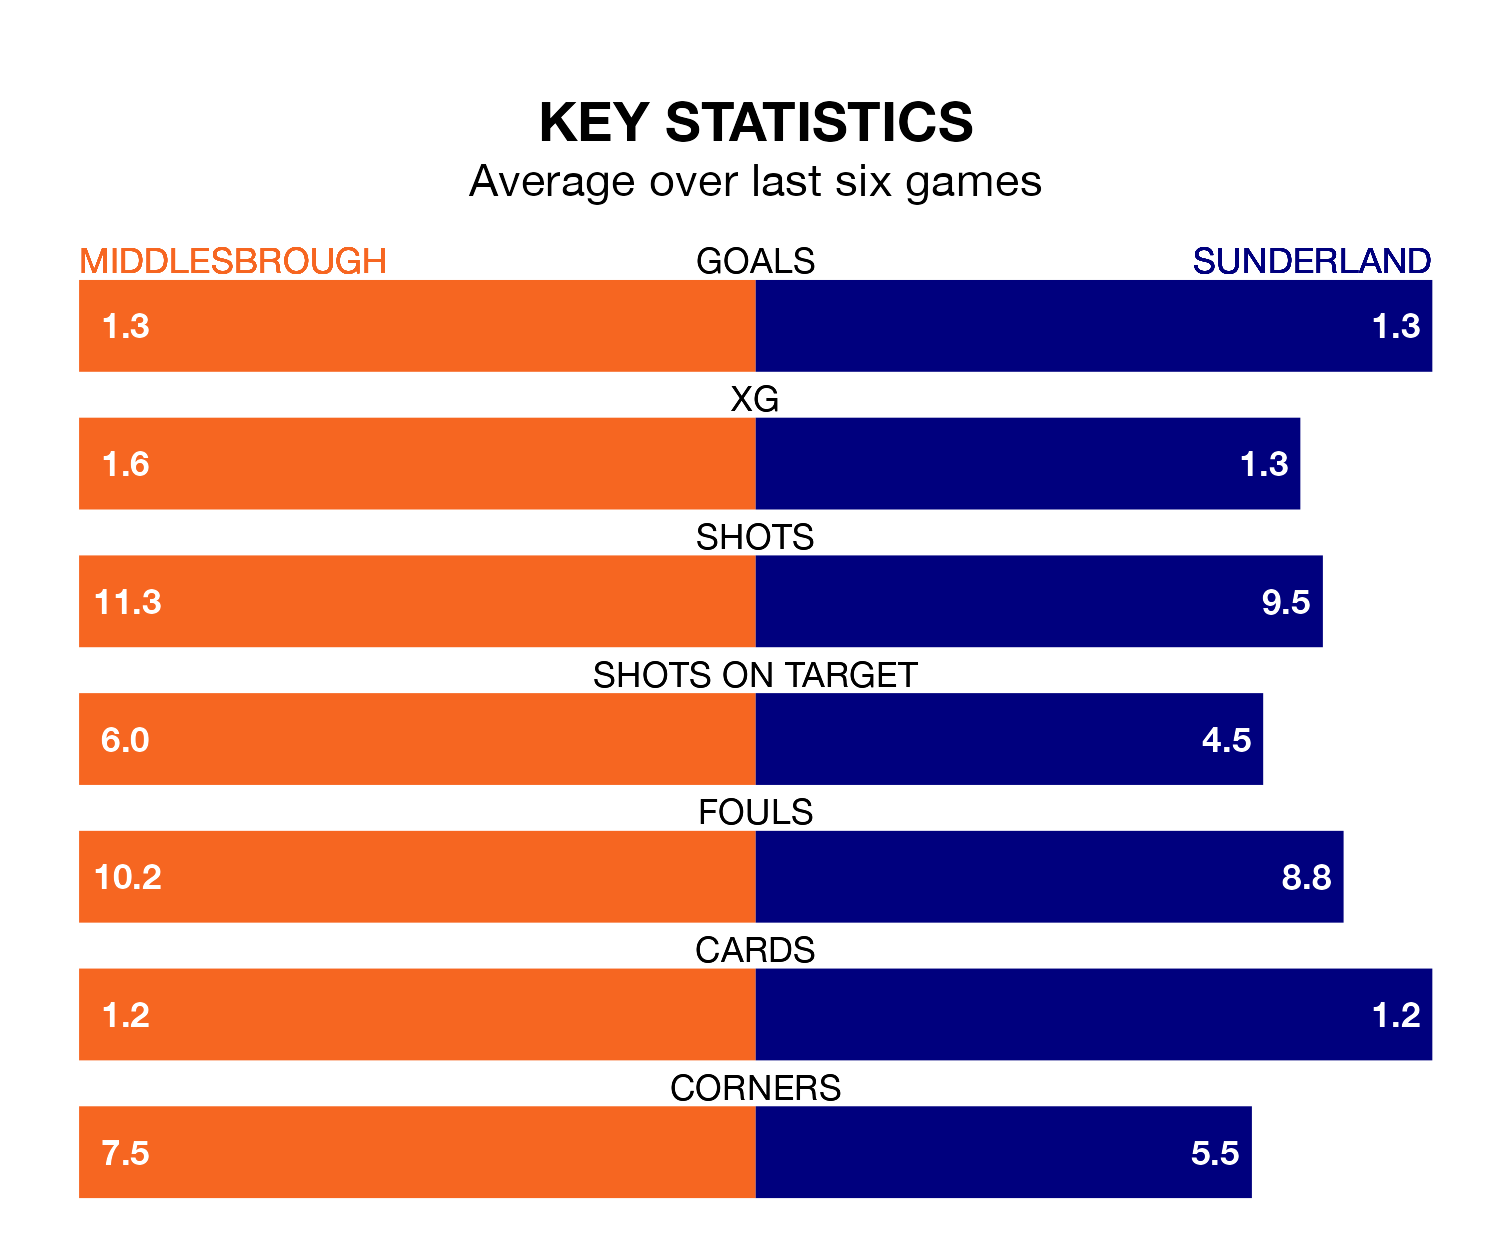 KEY STATISTICS
Average over last six games
MIDDLESBROUGH GOALS SUNDERLAND
1.3 1.3
XG
1.6 1.3
SHOTS
11.3 9.5
SHOTS ON TARGET
6.0 4.5
FOULS
10.2 8.8
CARDS
1.2 1.2
CORNERS
7.5 5.5